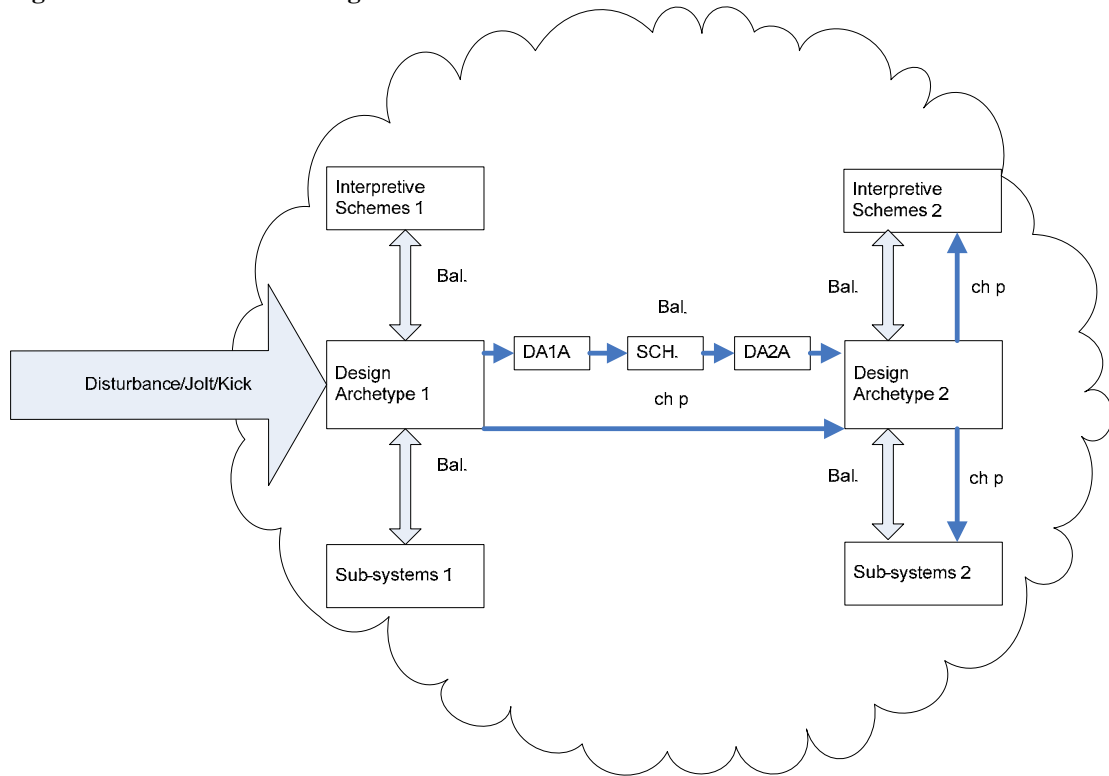 Interpretive
Schemes 1
Interpretive
Schemes 2
Bal.
Bal.
Bal.
ch p
DA1A
SCH.
DA2A
Disturbance/Jolt/Kick
Design
Archetype 1
ch p
Design
Archetype 2
Bal.
Bal.
ch p
Sub-systems 1
Sub-systems 2